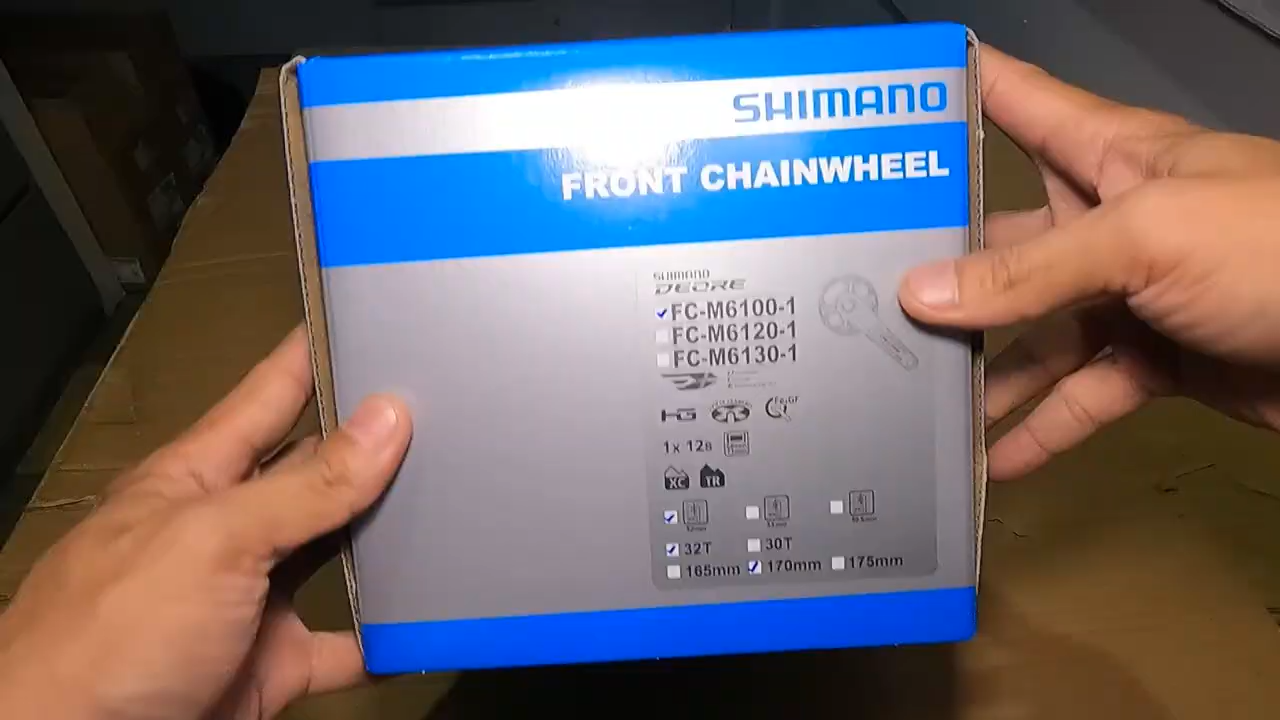 SHIMANO
FRONT CHAINWHEEL
SHIMANO
DEORE
FC-M6100-1
FC-M6120-1
FC-M6130-1
HG
1x 12s
XC TR
32T 30T
165mm 170mm 175mm